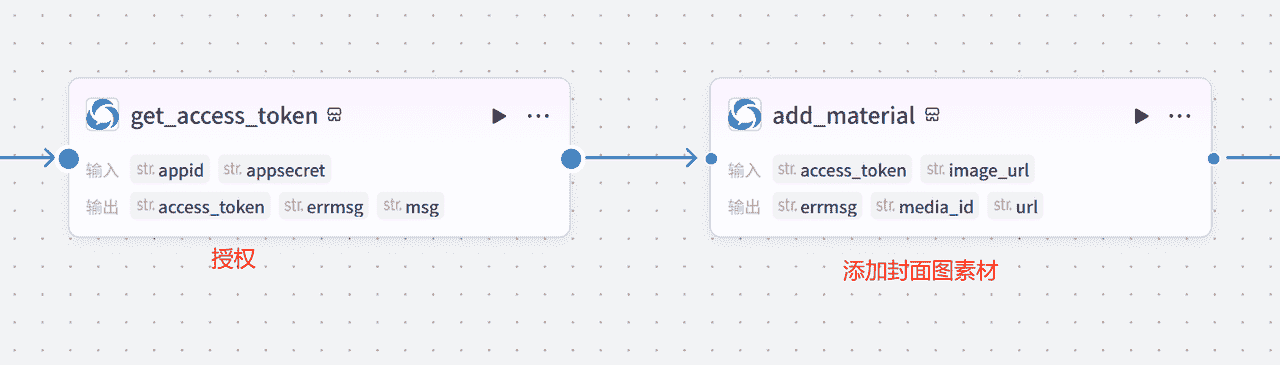 get_access_token
输入 str. appid str. appsecret
输出 str. access_token str. errmsg str. msg
授权
add_material
输入 str. access_token str. image_url
输出 str. errmsg str. media_id str. url
添加封面图素材